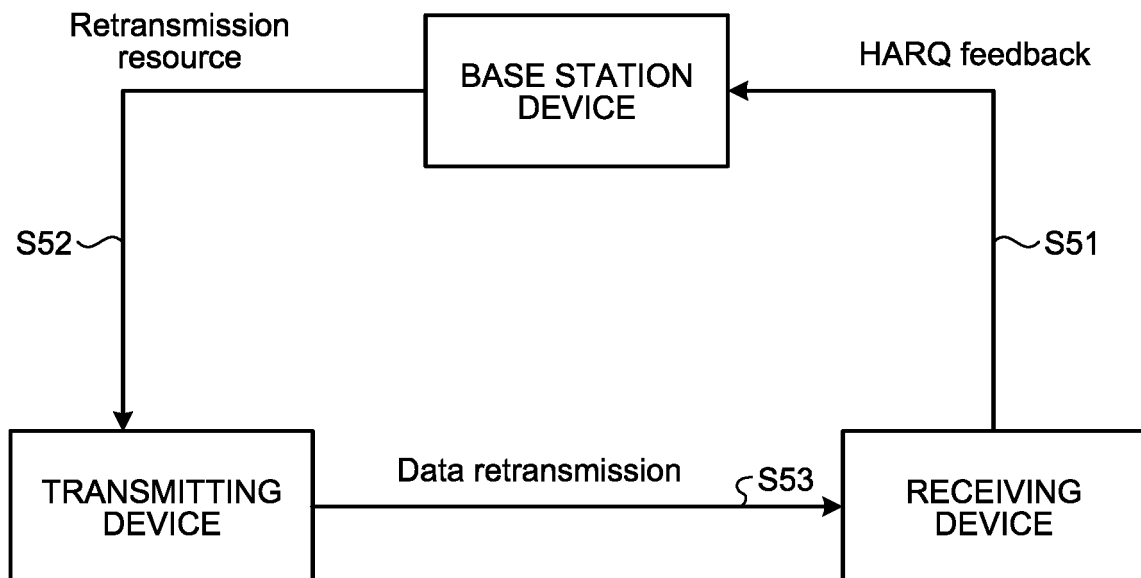 Retransmission
resource
BASE STATION
DEVICE
HARQ feedback
S52
S51
TRANSMITTING
DEVICE
Data retransmission
S53
RECEIVING
DEVICE